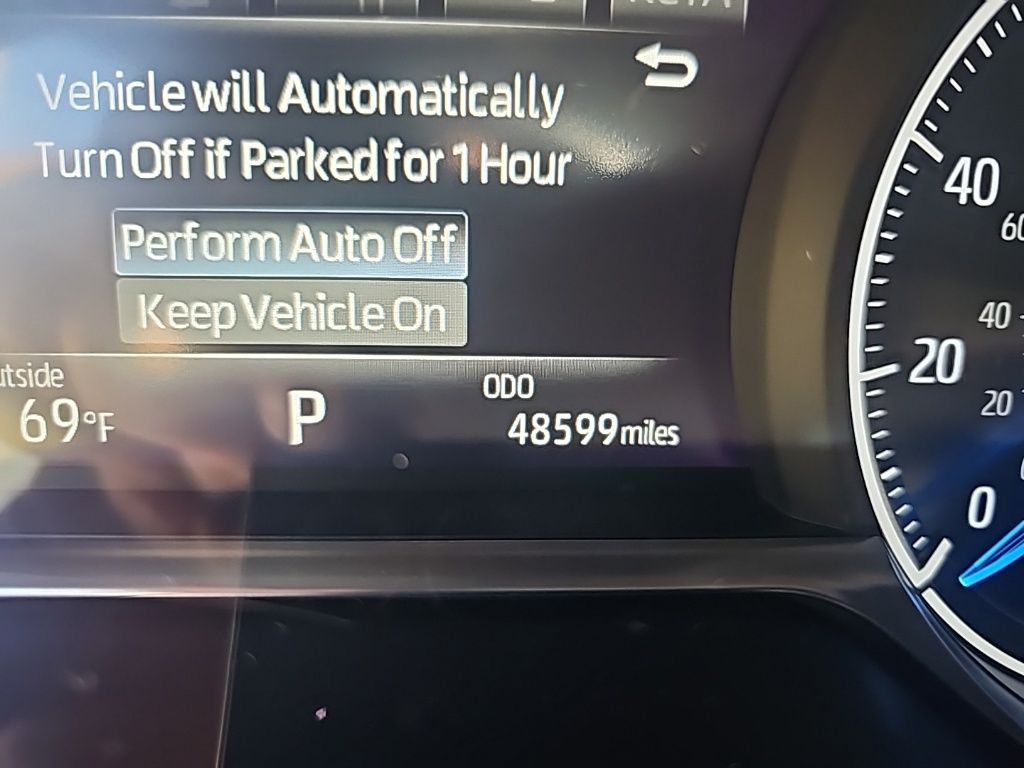 Vehicle will Automatically
Turn Off if Parked for 1 Hour
Perform Auto Off
Keep Vehicle On
ODO
69°F
P
48599 miles
40
40
20
20
0